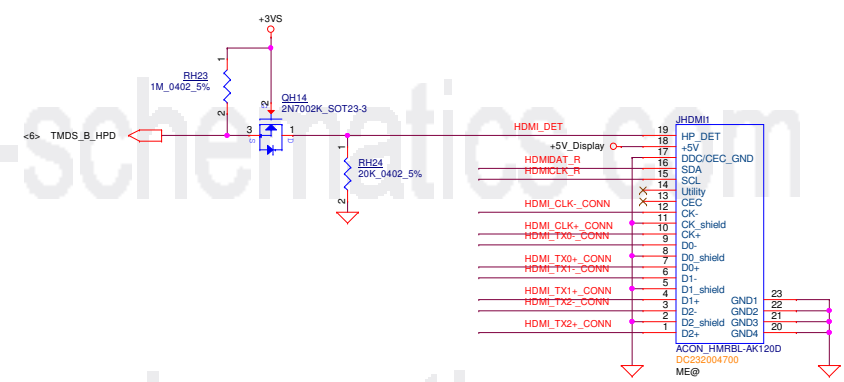 +3VS
RH23
1M_0402_5%
1
2
QH14
2N7002K_SOT23-3
2
G
3
S
1
D
<6>
TMDS_B_HPD
1
2
RH24
20K_0402_5%
HDMI_DET
+5V_Display
HDMIDAT_R
HDMICLK_R
HDMI_CLK-_CONN
HDMI_CLK+_CONN
HDMI_TX0-_CONN
HDMI_TX0+_CONN
HDMI_TX1-_CONN
HDMI_TX1+_CONN
HDMI_TX2-_CONN
HDMI_TX2+_CONN
JHDMI1
19 HP_DET
18 +5V
17 DDC/CEC_GND
16 SDA
15 SCL
14 Utility
13 CEC
12 CK-
11 CK_shield
10 CK+
9 D0-
8 D0_shield
7 D0+
6 D1-
5 D1_shield
4 D1+
3 D2-
2 D2_shield
1 D2+
GND1 23
GND2 22
GND3 21
GND4 20
ACON_HMRBL-AK120D
DC232004700
ME@
-schematics.com